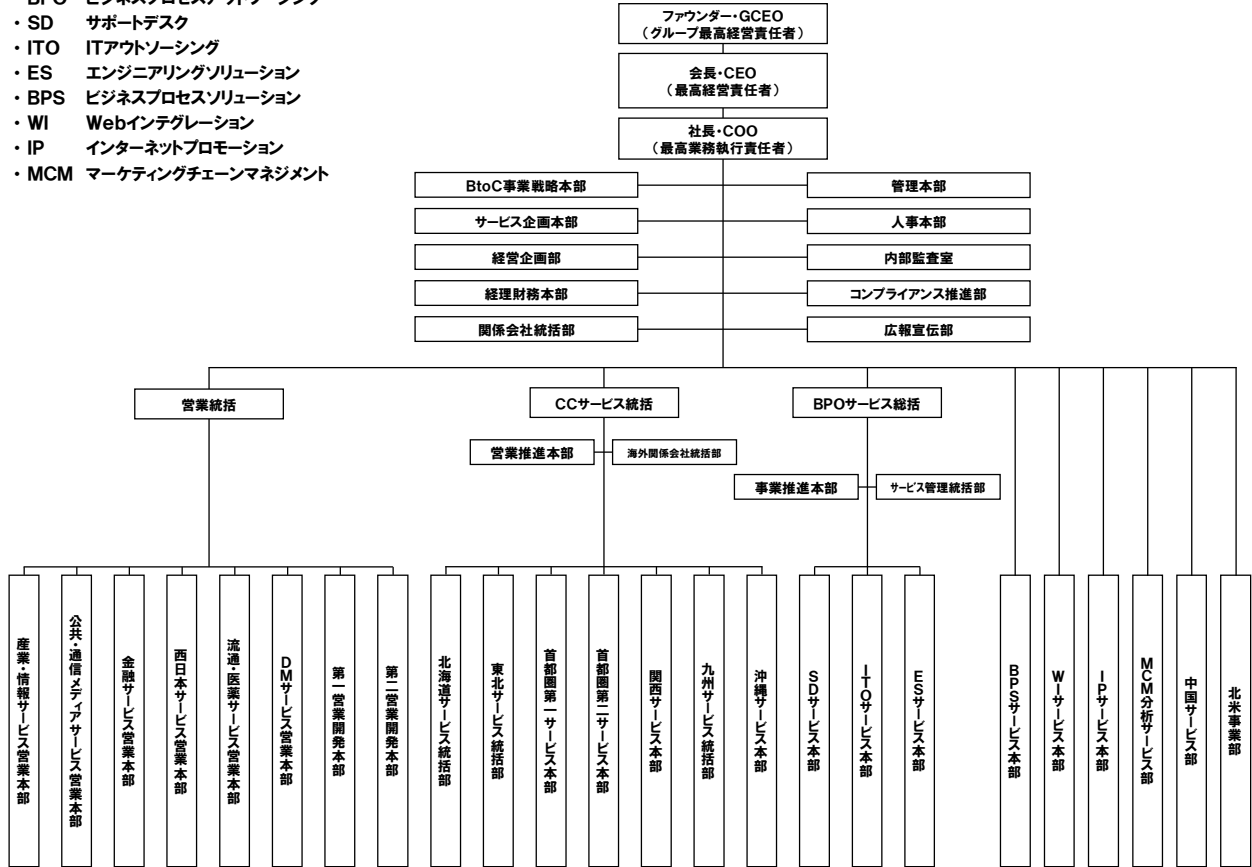 ・SD サポートデスク
・ITO ITアウトソーシング
・ES エンジニアリングソリューション
・BPS ビジネスプロセスソリューション
・WI Webインテグレーション
・IP インターネットプロモーション
・MCM マーケティングチェーンマネジメント
ファウンダー・GCEO
（グループ最高経営責任者）
会長・CEO
（最高経営責任者）
社長・COO
（最高業務執行責任者）
BtoC事業戦略本部
管理本部
サービス企画本部
人事本部
経営企画部
内部監査室
経理財務本部
コンプライアンス推進部
関係会社統括部
広報宣伝部
営業統括
CCサービス統括
BPOサービス総括
営業推進本部
海外関係会社統括部
事業推進本部
サービス管理統括部
産業・情報サービス営業本部
公共・通信メディアサービス営業本部
金融サービス営業本部
西日本サービス営業本部
流通・医薬サービス営業本部
DMサービス営業本部
第一営業開発本部
第二営業開発本部
北海道サービス統括部
東北サービス統括部
首都圏第一サービス本部
首都圏第二サービス本部
関西サービス本部
九州サービス統括部
沖縄サービス本部
SDサービス本部
ITOサービス本部
ESサービス本部
BPSサービス本部
WIサービス本部
IPサービス本部
MCM分析サービス部
中国サービス部
北米事業部